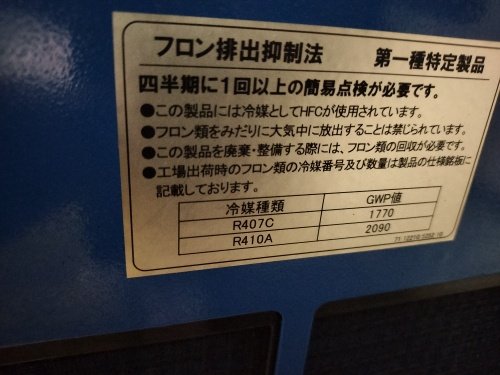 フロン排出抑制法 第一種特定製品
四半期に1回以上の簡易点検が必要です。
●この製品には冷媒としてHFCが使用されています。
●フロン類をみだりに大気中に放出することは禁じられています。
●この製品を廃棄・整備する際には、フロン類の回収が必要です。
●工場出荷時のフロン類の冷媒番号及び数量は製品の仕様銘板に
記載しております。
冷媒種類 GWP値
R407C 1770
R410A 2090